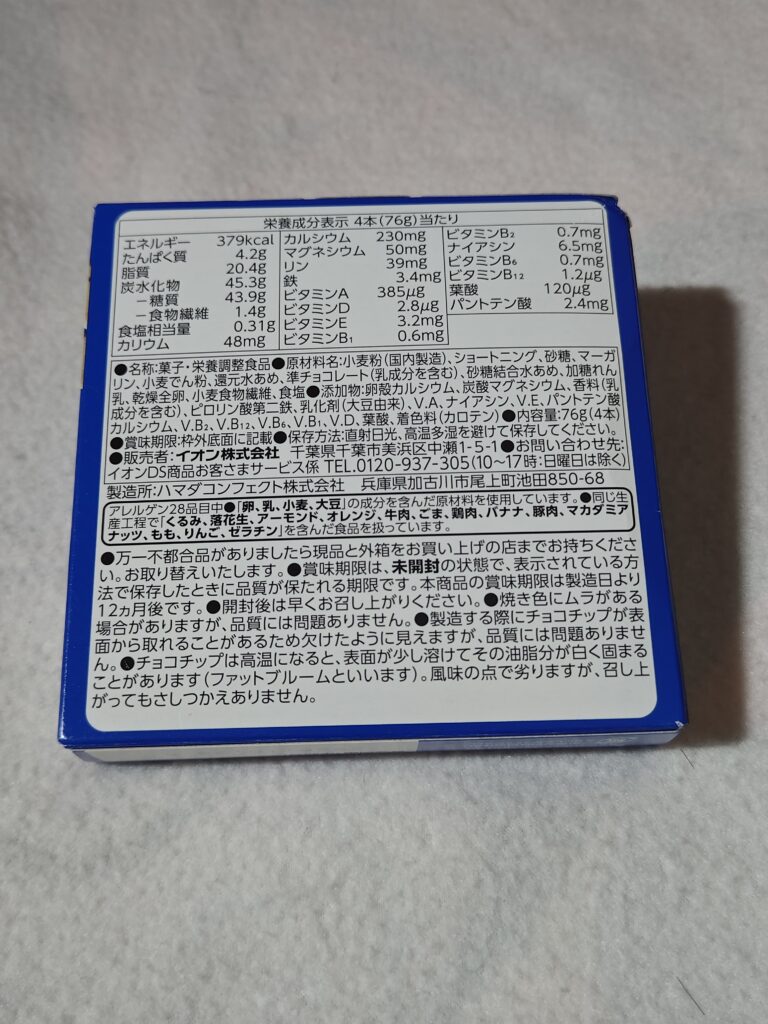 栄養成分表示 4本(76g)当たり
エネルギー 379kcal
たんぱく質 4.2g
脂質 20.4g
炭水化物 45.3g
－糖質 43.9g
－食物繊維 1.4g
食塩相当量 0.31g
カリウム 48mg
カルシウム 230mg
マグネシウム 50mg
リン 39mg
鉄 3.4mg
ビタミンA 385μg
ビタミンD 2.8μg
ビタミンE 3.2mg
ビタミンB₁ 0.6mg
ビタミンB₂ 0.7mg
ナイアシン 6.5mg
ビタミンB₆ 0.7mg
ビタミンB₁₂ 1.2μg
葉酸 120μg
パントテン酸 2.4mg
●名称:菓子・栄養調整食品●原材料名:小麦粉(国内製造)、ショートニング、砂糖、マーガ
リン、小麦でん粉、還元水あめ、準チョコレート(乳成分を含む)、砂糖結合水あめ、加糖れん
乳、乾燥全卵、小麦食物繊維、食塩●添加物:卵殻カルシウム、炭酸マグネシウム、香料(乳
成分を含む)、ピロリン酸第二鉄、乳化剤(大豆由来)、V.A、ナイアシン、V.E、パントテン酸
カルシウム、V.B₂、V.B₁₂、V.B₆、V.B₁、V.D、葉酸、着色料(カロテン)●内容量:76g(4本)
●賞味期限:枠外底面に記載●保存方法:直射日光、高温多湿を避けて保存してください。
●販売者:イオン株式会社 千葉県千葉市美浜区中瀬1-5-1●お問い合わせ先:
イオンDS商品お客さまサービス係 TEL.0120-937-305(10～17時:日曜日は除く)
製造所:ハマダコンフェクト株式会社 兵庫県加古川市尾上町池田850-68
アレルゲン28品目中●「卵、乳、小麦、大豆」の成分を含んだ原材料を使用しています。●同じ生
産工程で「くるみ、落花生、アーモンド、オレンジ、牛肉、ごま、鶏肉、バナナ、豚肉、マカダミア
ナッツ、もも、りんご、ゼラチン」を含んだ食品を扱っています。
●万一不都合品がありましたら現品と外箱をお買い上げの店までお持ちくださ
い。お取り替えいたします。●賞味期限は、未開封の状態で、表示されている方
法で保存したときに品質が保たれる期限です。本商品の賞味期限は製造日より
12ヵ月後です。●開封後は早くお召し上がりください。●焼き色にムラがある
場合がありますが、品質には問題ありません。●製造する際にチョコチップが表
面から取れることがあるため欠けたように見えますが、品質には問題ありませ
ん。●チョコチップは高温になると、表面が少し溶けてその油脂分が白く固まる
ことがあります(ファットブルームといいます)。風味の点で劣りますが、召し上
がってもさしつかえありません。